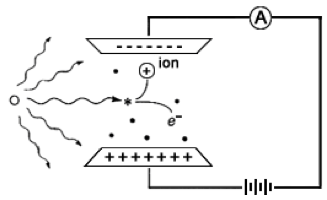 A
- - - - - - -
ion
+
*
e⁻
+ + + + + + +